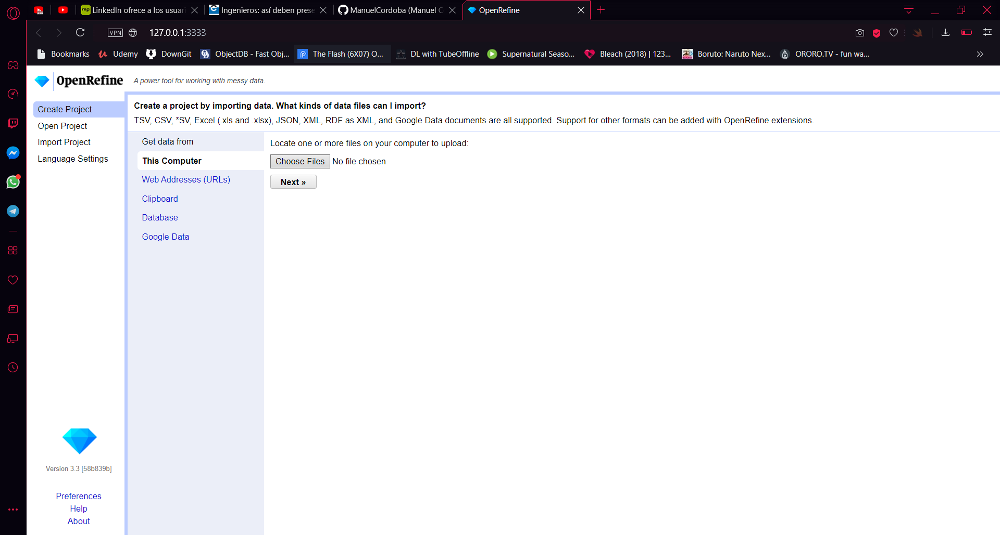 LinkedIn ofrece a los usuari
Ingenieros: así deben prese
ManuelCordoba (Manuel C
OpenRefine
VPN
127.0.0.1:3333
Bookmarks
Udemy
DownGit
ObjectDB - Fast Obj...
The Flash (6X07) O...
DL with TubeOffline
Supernatural Seaso...
Bleach (2018) | 123...
Boruto: Naruto Nex...
ORORO.TV - fun wa...
OpenRefine
A power tool for working with messy data.
Create Project
Open Project
Import Project
Language Settings
Create a project by importing data. What kinds of data files can I import?
TSV, CSV, *SV, Excel (.xls and .xlsx), JSON, XML, RDF as XML, and Google Data documents are all supported. Support for other formats can be added with OpenRefine extensions.
Get data from
This Computer
Web Addresses (URLs)
Clipboard
Database
Google Data
Locate one or more files on your computer to upload:
Choose Files No file chosen
Next »
Version 3.3 [58b839b]
Preferences
Help
About